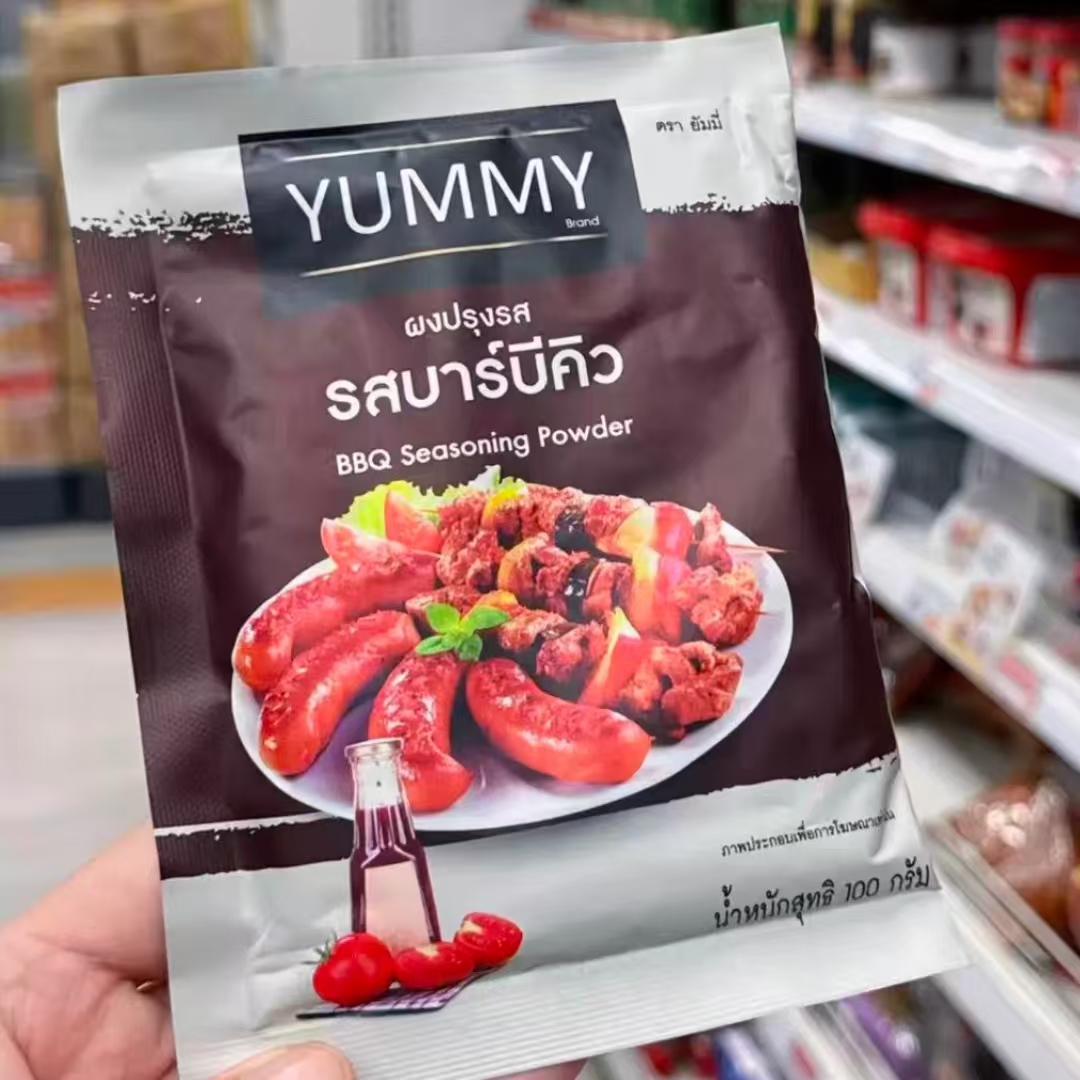 YUMMY
Brand
ตรา ยัมมี่
ผงปรุงรส
รสบาร์บีคิว
BBQ Seasoning Powder
ภาพประกอบเพื่อการโฆษณาเท่านั้น
น้ำหนักสุทธิ 100 กรัม